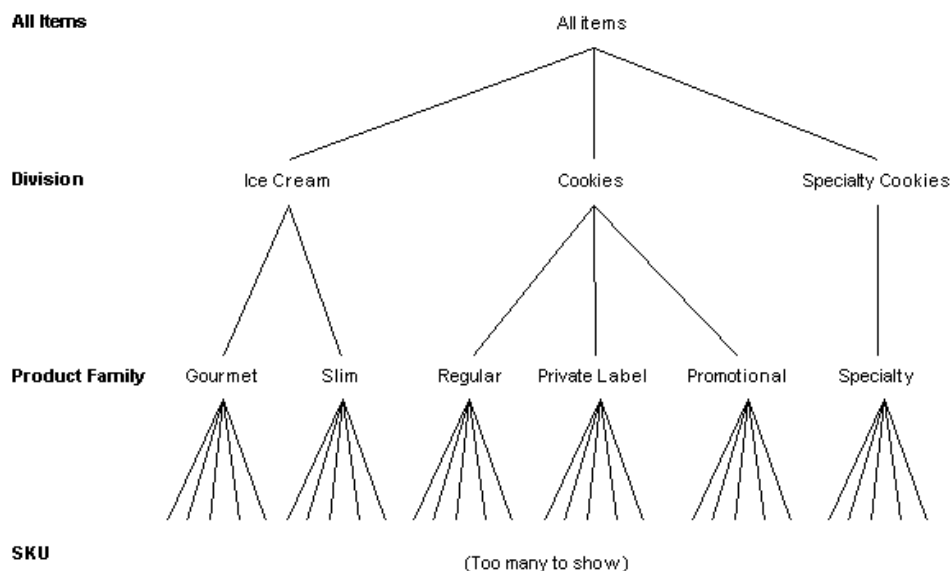 All Items All items
Division Ice Cream Cookies Specialty Cookies
Product Family Gourmet Slim Regular Private Label Promotional Specialty
SKU (Too many to show)